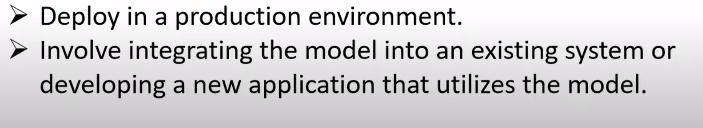 ➢ Deploy in a production environment.
➢ Involve integrating the model into an existing system or
developing a new application that utilizes the model.